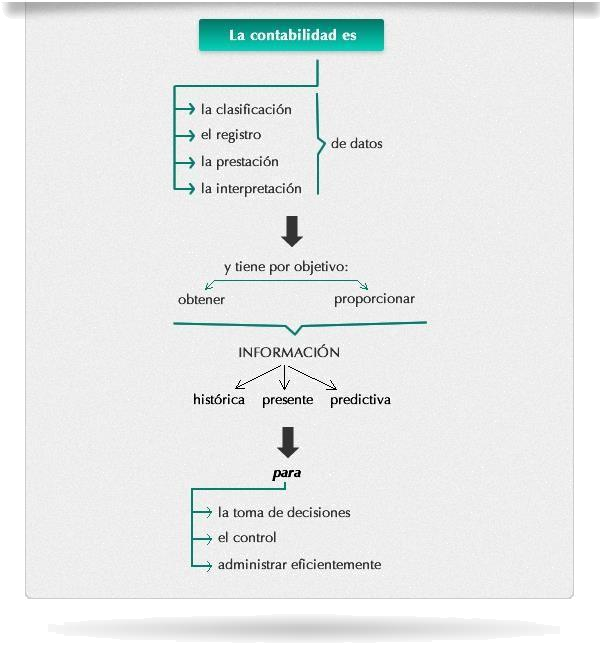 La contabilidad es
la clasificación
el registro
la prestación
la interpretación
de datos
y tiene por objetivo:
obtener
proporcionar
INFORMACIÓN
histórica presente predictiva
para
la toma de decisiones
el control
administrar eficientemente